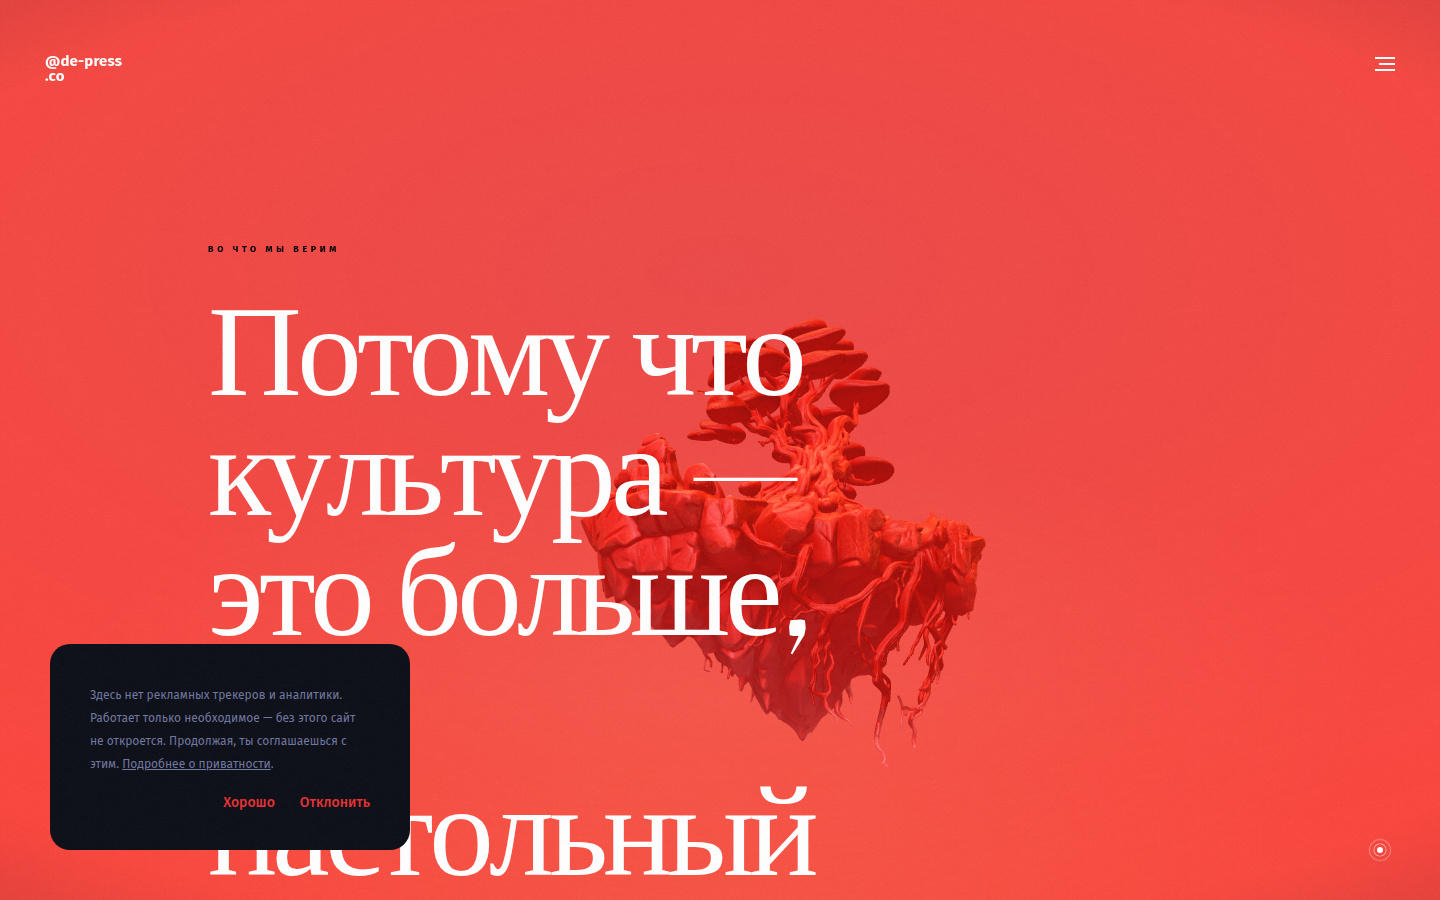 @de-press
.co
ВО ЧТО МЫ ВЕРИМ
Потому что
культура —
это больше,
настольный
Здесь нет рекламных трекеров и аналитики.
Работает только необходимое — без этого сайт
не откроется. Продолжая, ты соглашаешься с
этим. Подробнее о приватности.
Хорошо Отклонить